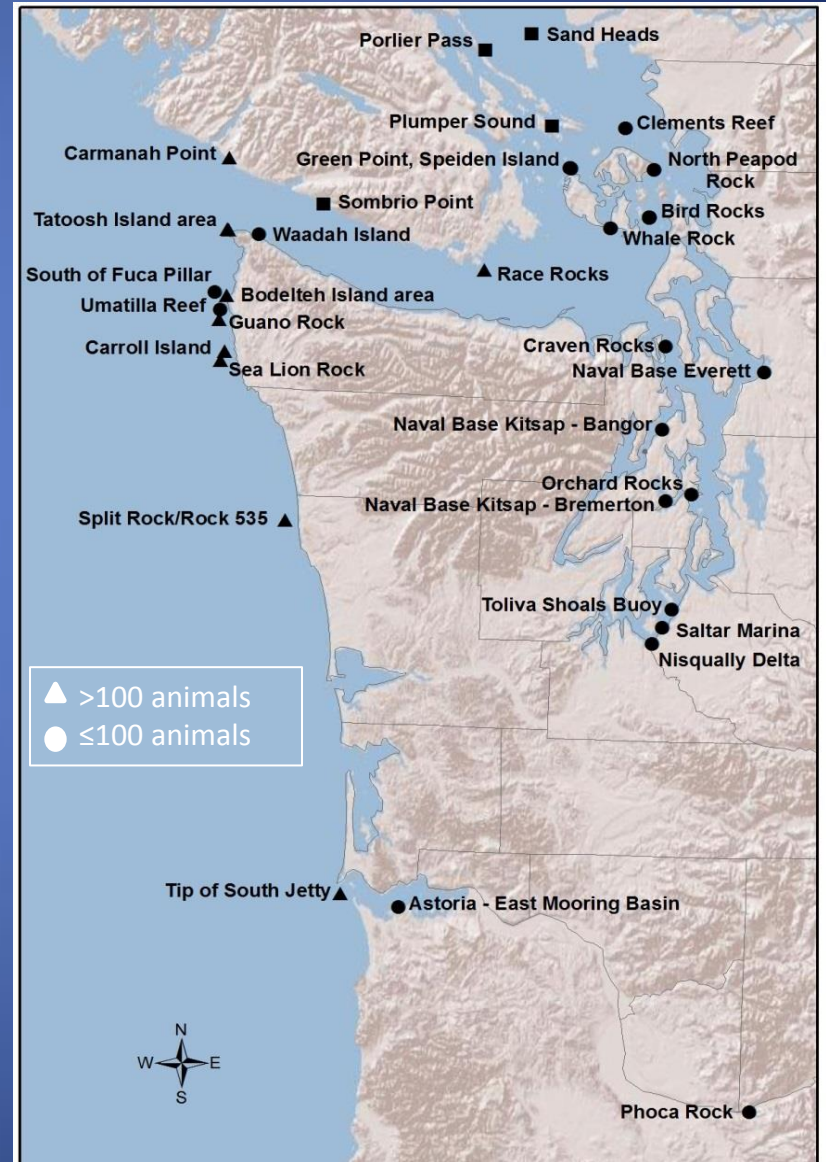 Sand Heads
Porlier Pass
Plumper Sound
Clements Reef
Carmanah Point
Green Point, Speiden Island
North Peapod
Rock
Sombrio Point
Bird Rocks
Tatoosh Island area
Waadah Island
Whale Rock
South of Fuca Pillar
Race Rocks
Bodelteh Island area
Umatilla Reef
Guano Rock
Carroll Island
Craven Rocks
Sea Lion Rock
Naval Base Everett
Naval Base Kitsap - Bangor
Orchard Rocks
Naval Base Kitsap - Bremerton
Split Rock/Rock 535
Toliva Shoals Buoy
Saltar Marina
Nisqually Delta
>100 animals
≤100 animals
Tip of South Jetty
Astoria - East Mooring Basin
N
W E
S
Phoca Rock